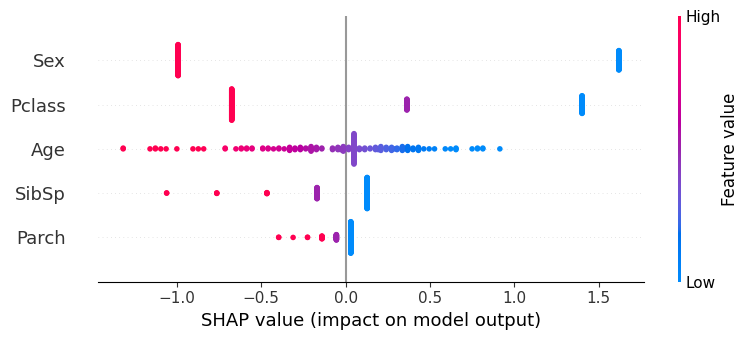 High
Sex
Pclass
Age
SibSp
Parch
Feature value
Low
−1.0 −0.5 0.0 0.5 1.0 1.5
SHAP value (impact on model output)